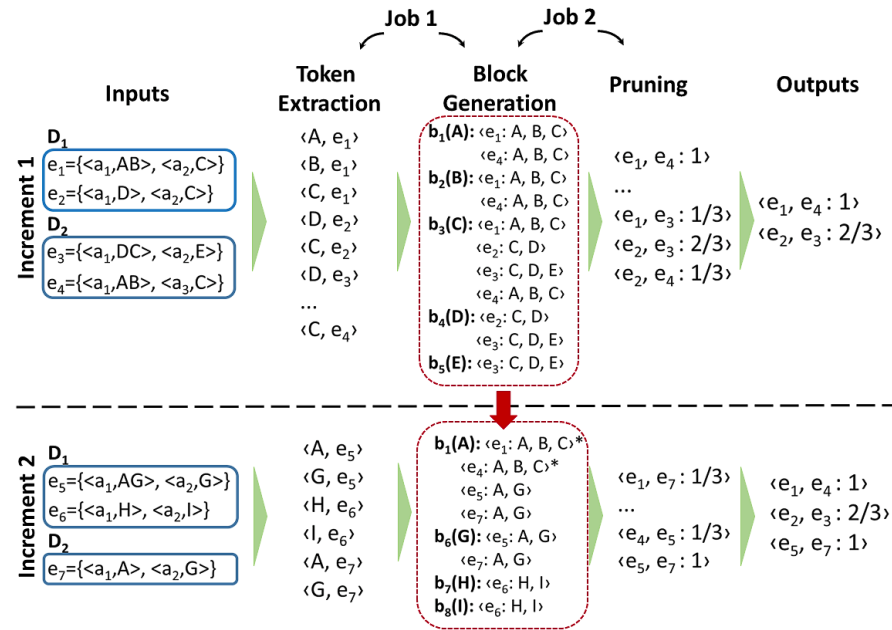 Job 1
Job 2
Inputs
Token Extraction
Block Generation
Pruning
Outputs
Increment 1
D₁
e₁={<a₁,AB>, <a₂,C>}
e₂={<a₁,D>, <a₂,C>}
D₂
e₃={<a₁,DC>, <a₂,E>}
e₄={<a₁,AB>, <a₃,C>}
‹A, e₁›
‹B, e₁›
‹C, e₁›
‹D, e₂›
‹C, e₂›
‹D, e₃›
...
‹C, e₄›
b₁(A): ‹e₁: A, B, C›
‹e₄: A, B, C›
b₂(B): ‹e₁: A, B, C›
‹e₄: A, B, C›
b₃(C): ‹e₁: A, B, C›
‹e₂: C, D›
‹e₃: C, D, E›
‹e₄: A, B, C›
b₄(D): ‹e₂: C, D›
‹e₃: C, D, E›
b₅(E): ‹e₃: C, D, E›
‹e₁, e₄ : 1›
...
‹e₁, e₃ : 1/3›
‹e₂, e₃ : 2/3›
‹e₂, e₄ : 1/3›
‹e₁, e₄ : 1›
‹e₂, e₃ : 2/3›
Increment 2
D₁
e₅={<a₁,AG>, <a₂,G>}
e₆={<a₁,H>, <a₂,I>}
D₂
e₇={<a₁,A>, <a₂,G>}
‹A, e₅›
‹G, e₅›
‹H, e₆›
‹I, e₆›
‹A, e₇›
‹G, e₇›
b₁(A): ‹e₁: A, B, C›*
‹e₄: A, B, C›*
‹e₅: A, G›
‹e₇: A, G›
b₆(G): ‹e₅: A, G›
‹e₇: A, G›
b₇(H): ‹e₆: H, I›
b₈(I): ‹e₆: H, I›
‹e₁, e₇ : 1/3›
...
‹e₄, e₅ : 1/3›
‹e₅, e₇ : 1›
‹e₁, e₄ : 1›
‹e₂, e₃ : 2/3›
‹e₅, e₇ : 1›